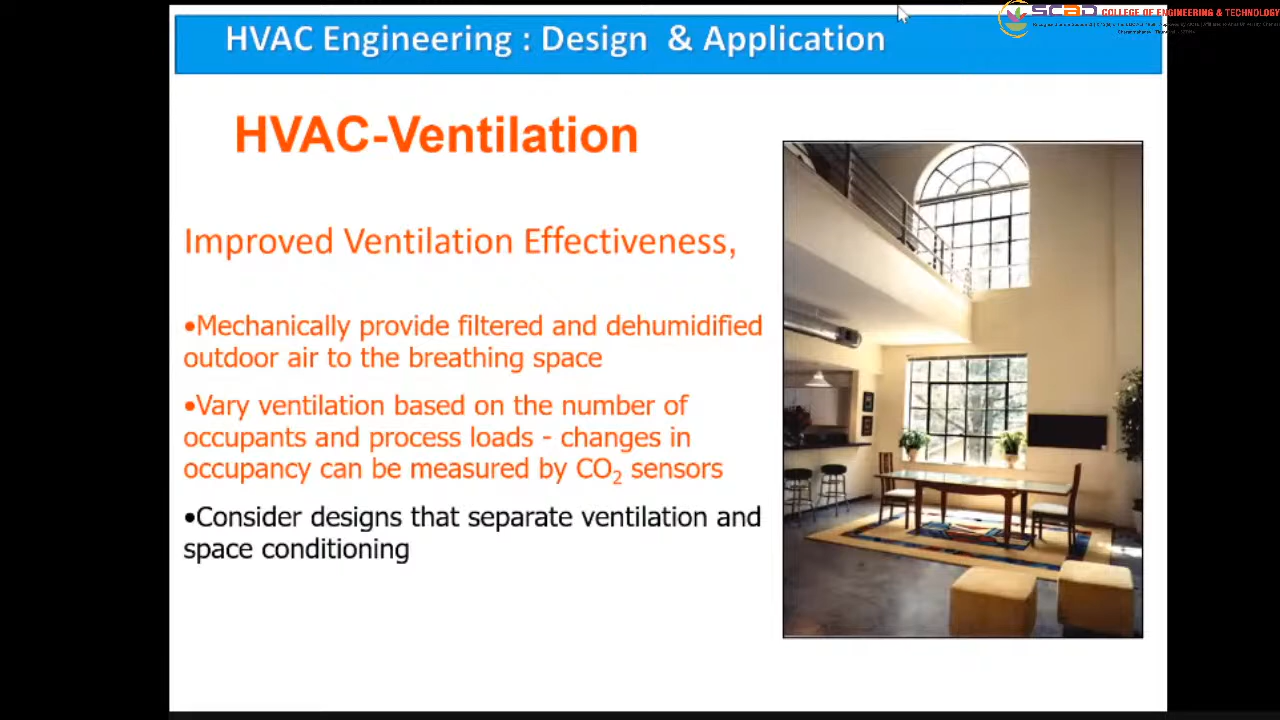 SCAD COLLEGE OF ENGINEERING & TECHNOLOGY
HVAC Engineering : Design & Application
HVAC-Ventilation
Improved Ventilation Effectiveness,
•Mechanically provide filtered and dehumidified
outdoor air to the breathing space
•Vary ventilation based on the number of
occupants and process loads - changes in
occupancy can be measured by CO₂ sensors
•Consider designs that separate ventilation and
space conditioning